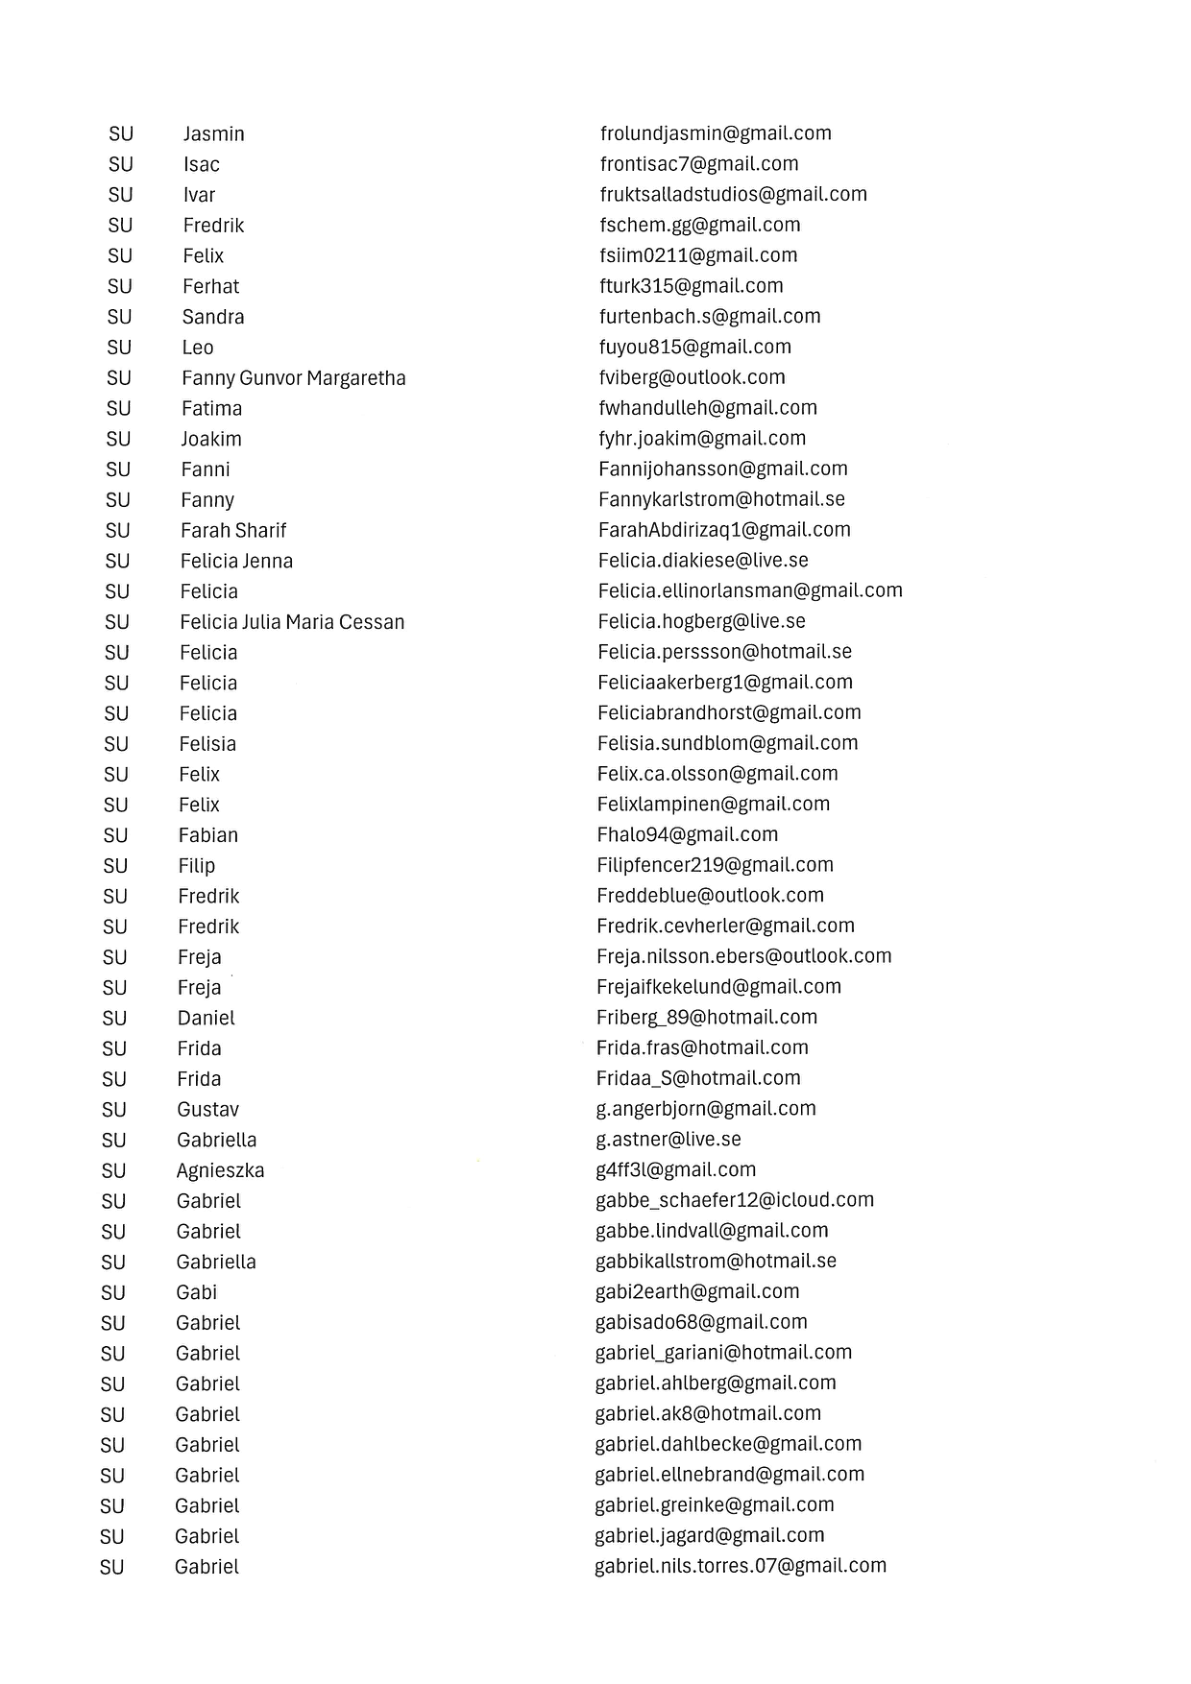 SU Jasmin frolundjasmin@gmail.com
SU Isac frontisac7@gmail.com
SU Ivar fruktsalladstudios@gmail.com
SU Fredrik fschem.gg@gmail.com
SU Felix fsiim0211@gmail.com
SU Ferhat fturk315@gmail.com
SU Sandra furtenbach.s@gmail.com
SU Leo fuyou815@gmail.com
SU Fanny Gunvor Margaretha fviberg@outlook.com
SU Fatima fwhandulleh@gmail.com
SU Joakim fyhr.joakim@gmail.com
SU Fanni Fannijohansson@gmail.com
SU Fanny Fannykarlstrom@hotmail.se
SU Farah Sharif FarahAbdirizaq1@gmail.com
SU Felicia Jenna Felicia.diakiese@live.se
SU Felicia Felicia.ellinorlansman@gmail.com
SU Felicia Julia Maria Cessan Felicia.hogberg@live.se
SU Felicia Felicia.perssson@hotmail.se
SU Felicia Feliciaakerberg1@gmail.com
SU Felicia Feliciabrandhorst@gmail.com
SU Felisia Felisia.sundblom@gmail.com
SU Felix Felix.ca.olsson@gmail.com
SU Felix Felixlampinen@gmail.com
SU Fabian Fhalo94@gmail.com
SU Filip Filipfencer219@gmail.com
SU Fredrik Freddeblue@outlook.com
SU Fredrik Fredrik.cevherler@gmail.com
SU Freja Freja.nilsson.ebers@outlook.com
SU Freja Frejaifkekelund@gmail.com
SU Daniel Friberg_89@hotmail.com
SU Frida Frida.fras@hotmail.com
SU Frida Fridaa_S@hotmail.com
SU Gustav g.angerbjorn@gmail.com
SU Gabriella g.astner@live.se
SU Agnieszka g4ff3l@gmail.com
SU Gabriel gabbe_schaefer12@icloud.com
SU Gabriel gabbe.lindvall@gmail.com
SU Gabriella gabbikallstrom@hotmail.se
SU Gabi gabi2earth@gmail.com
SU Gabriel gabisado68@gmail.com
SU Gabriel gabriel_gariani@hotmail.com
SU Gabriel gabriel.ahlberg@gmail.com
SU Gabriel gabriel.ak8@hotmail.com
SU Gabriel gabriel.dahlbecke@gmail.com
SU Gabriel gabriel.ellnebrand@gmail.com
SU Gabriel gabriel.greinke@gmail.com
SU Gabriel gabriel.jagard@gmail.com
SU Gabriel gabriel.nils.torres.07@gmail.com